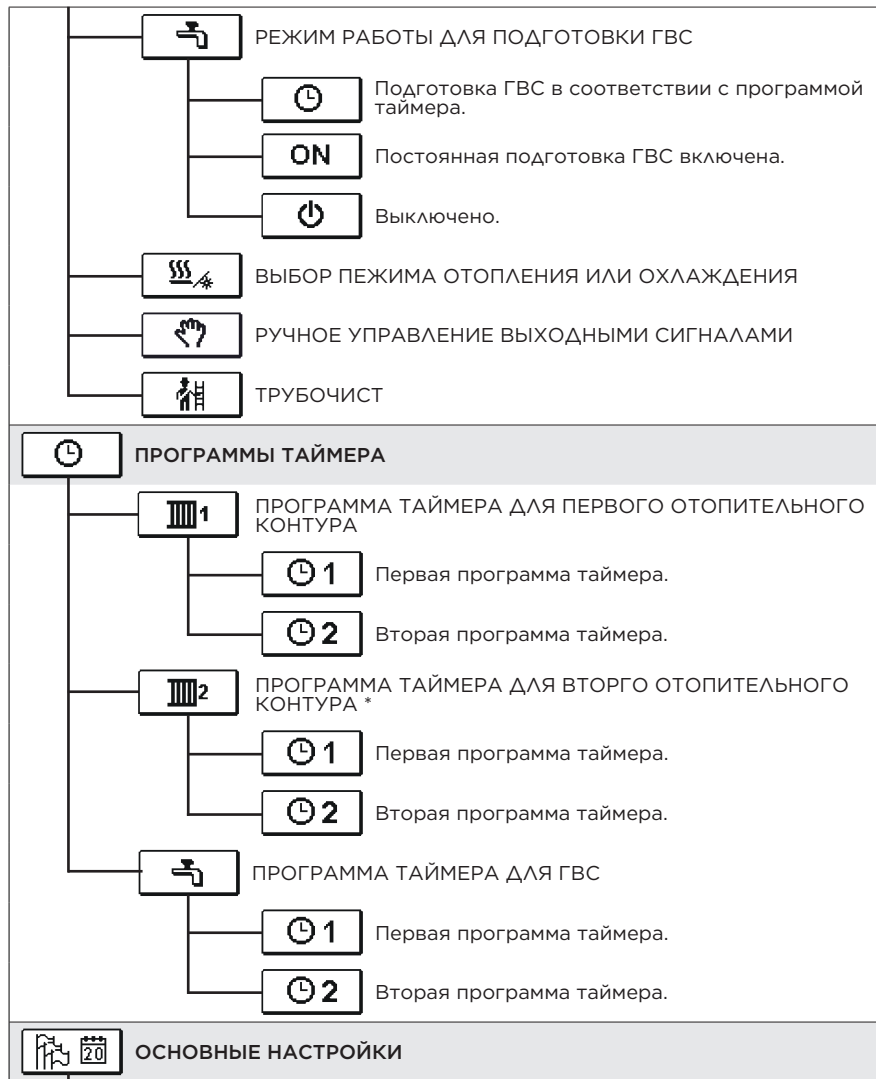 РЕЖИМ РАБОТЫ ДЛЯ ПОДГОТОВКИ ГВС
Подготовка ГВС в соответствии с программой
таймера.
ON
Постоянная подготовка ГВС включена.
Выключено.
ВЫБОР ПЕЖИМА ОТОПЛЕНИЯ ИЛИ ОХЛАЖДЕНИЯ
РУЧНОЕ УПРАВЛЕНИЕ ВЫХОДНЫМИ СИГНАЛАМИ
ТРУБОЧИСТ
ПРОГРАММЫ ТАЙМЕРА
1
ПРОГРАММА ТАЙМЕРА ДЛЯ ПЕРВОГО ОТОПИТЕЛЬНОГО
КОНТУРА
1
Первая программа таймера.
2
Вторая программа таймера.
2
ПРОГРАММА ТАЙМЕРА ДЛЯ ВТОРГО ОТОПИТЕЛЬНОГО
КОНТУРА *
1
Первая программа таймера.
2
Вторая программа таймера.
ПРОГРАММА ТАЙМЕРА ДЛЯ ГВС
1
Первая программа таймера.
2
Вторая программа таймера.
20
ОСНОВНЫЕ НАСТРОЙКИ